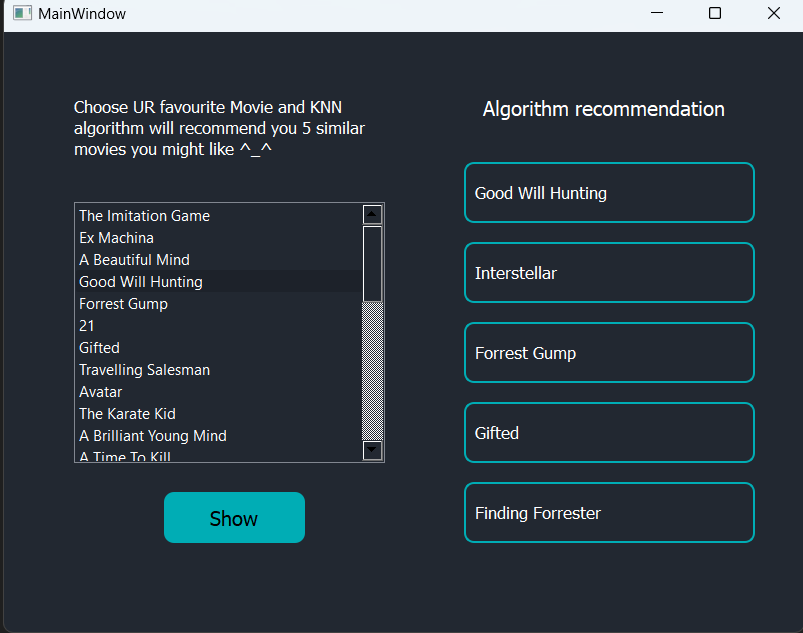 MainWindow
Choose UR favourite Movie and KNN
algorithm will recommend you 5 similar
movies you might like ^_^
The Imitation Game
Ex Machina
A Beautiful Mind
Good Will Hunting
Forrest Gump
21
Gifted
Travelling Salesman
Avatar
The Karate Kid
A Brilliant Young Mind
A Time To Kill
Show
Algorithm recommendation
Good Will Hunting
Interstellar
Forrest Gump
Gifted
Finding Forrester